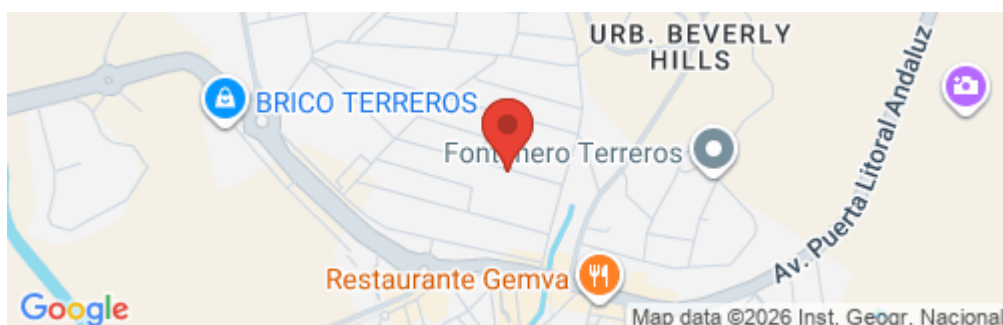 URB. BEVERLY
HILLS
BRICO TERREROS
Fontanero Terreros
Av. Puerta Litoral Andaluz
Restaurante Gemva
Google
Map data ©2026 Inst. Geogr. Nacional